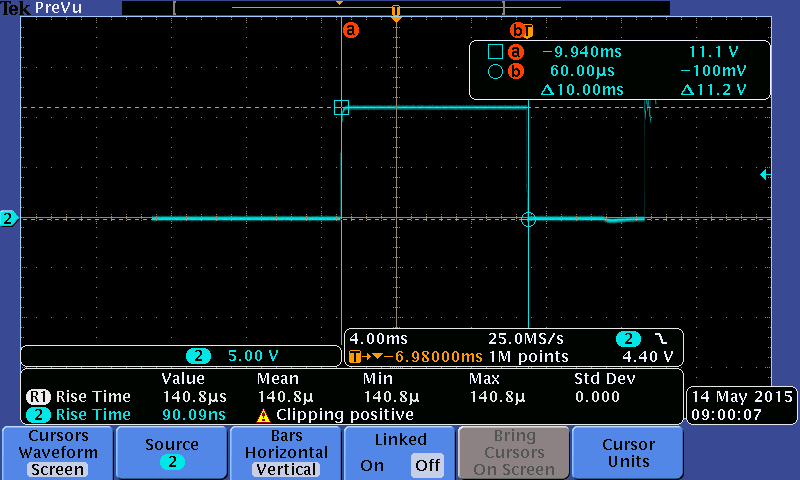 Tek PreVu
T
a
b T
a −9.940ms 11.1 V
b 60.00µs −100mV
Δ10.00ms Δ11.2 V
2
4.00ms 25.0MS/s 2
2 5.00 V
T→▼−6.98000ms 1M points 4.40 V
Value Mean Min Max Std Dev
R1 Rise Time 140.8µs 140.8µ 140.8µ 140.8µ 0.000
2 Rise Time 90.09ns Clipping positive
14 May 2015
09:00:07
Cursors
Waveform
Screen
Source
2
Bars
Horizontal
Vertical
Linked
On Off
Bring
Cursors
On Screen
Cursor
Units